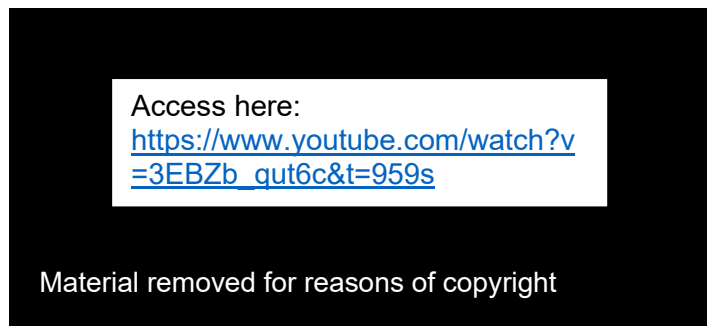 Access here:
https://www.youtube.com/watch?v
=3EBZb_qut6c&t=959s
Material removed for reasons of copyright